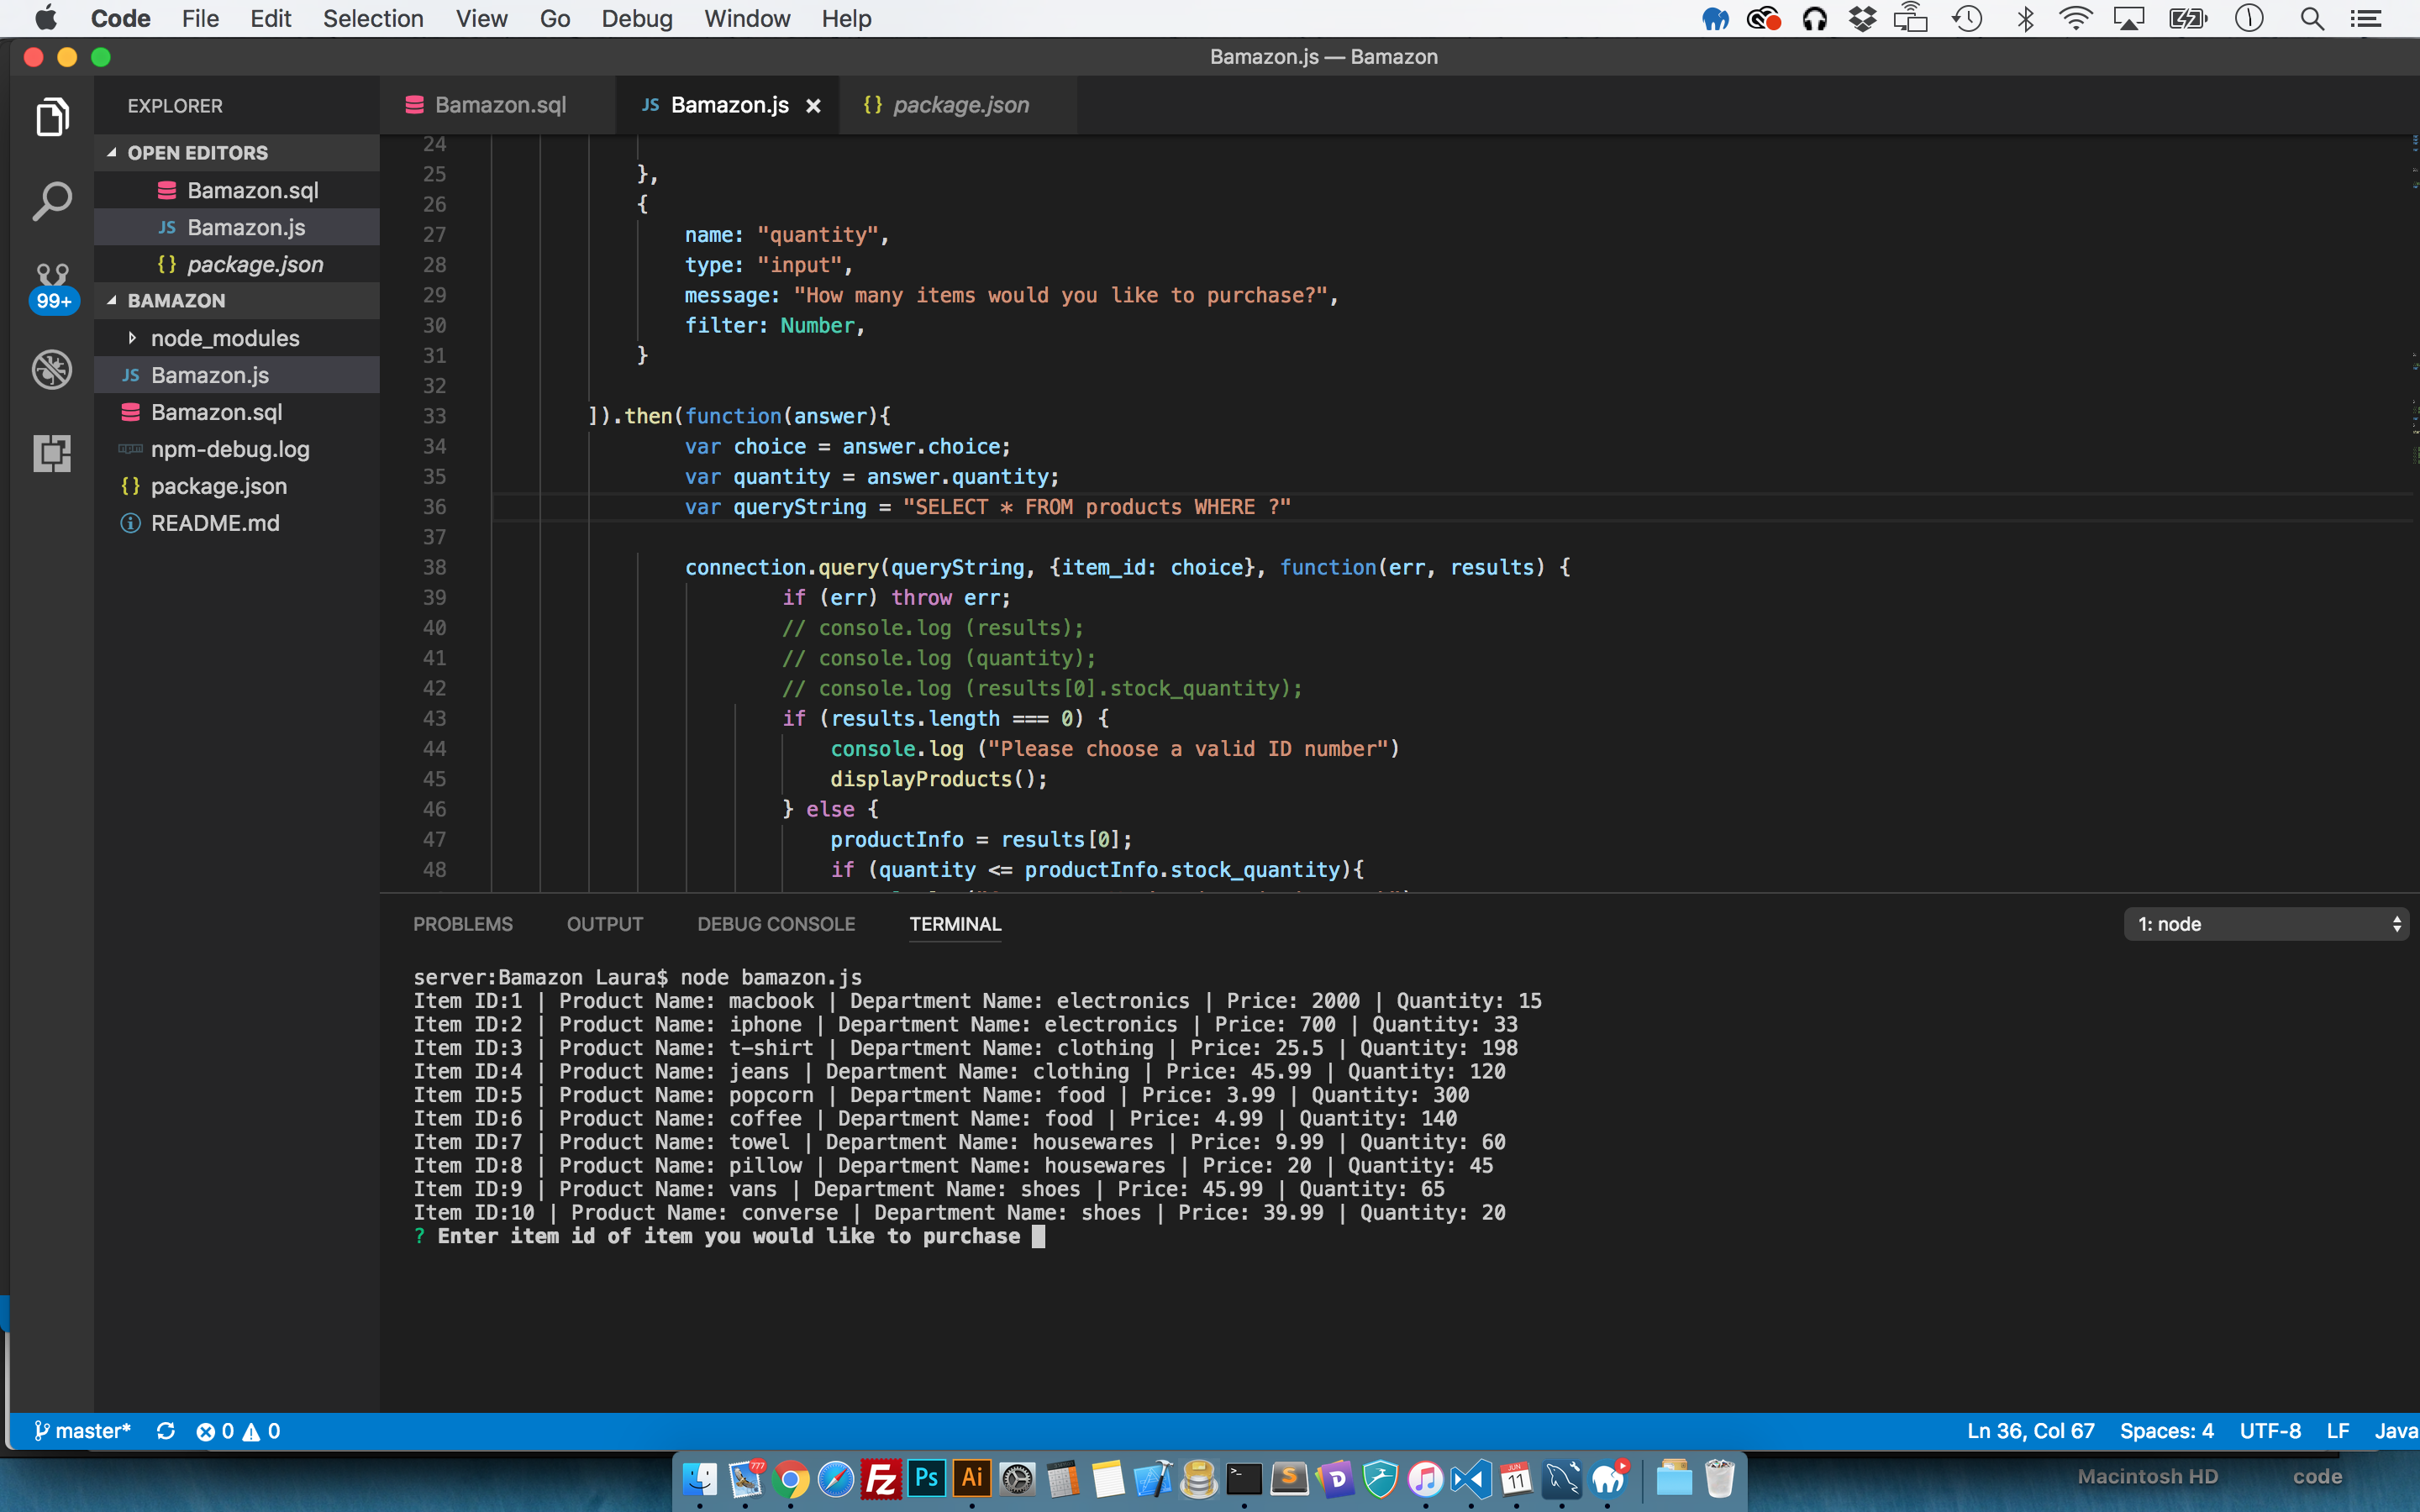 Code File Edit Selection View Go Debug Window Help
Bamazon.js — Bamazon
EXPLORER
OPEN EDITORS
Bamazon.sql
JS Bamazon.js
{} package.json
99+
BAMAZON
node_modules
JS Bamazon.js
Bamazon.sql
npm npm-debug.log
{} package.json
README.md
Bamazon.sql JS Bamazon.js × {} package.json
24
25 },
26 {
27 name: "quantity",
28 type: "input",
29 message: "How many items would you like to purchase?",
30 filter: Number,
31 }
32
33 ]).then(function(answer){
34 var choice = answer.choice;
35 var quantity = answer.quantity;
36 var queryString = "SELECT * FROM products WHERE ?"
37
38 connection.query(queryString, {item_id: choice}, function(err, results) {
39 if (err) throw err;
40 // console.log (results);
41 // console.log (quantity);
42 // console.log (results[0].stock_quantity);
43 if (results.length === 0) {
44 console.log ("Please choose a valid ID number")
45 displayProducts();
46 } else {
47 productInfo = results[0];
48 if (quantity <= productInfo.stock_quantity){
PROBLEMS OUTPUT DEBUG CONSOLE TERMINAL 1: node
server:Bamazon Laura$ node bamazon.js
Item ID:1 | Product Name: macbook | Department Name: electronics | Price: 2000 | Quantity: 15
Item ID:2 | Product Name: iphone | Department Name: electronics | Price: 700 | Quantity: 33
Item ID:3 | Product Name: t-shirt | Department Name: clothing | Price: 25.5 | Quantity: 198
Item ID:4 | Product Name: jeans | Department Name: clothing | Price: 45.99 | Quantity: 120
Item ID:5 | Product Name: popcorn | Department Name: food | Price: 3.99 | Quantity: 300
Item ID:6 | Product Name: coffee | Department Name: food | Price: 4.99 | Quantity: 140
Item ID:7 | Product Name: towel | Department Name: housewares | Price: 9.99 | Quantity: 60
Item ID:8 | Product Name: pillow | Department Name: housewares | Price: 20 | Quantity: 45
Item ID:9 | Product Name: vans | Department Name: shoes | Price: 45.99 | Quantity: 65
Item ID:10 | Product Name: converse | Department Name: shoes | Price: 39.99 | Quantity: 20
? Enter item id of item you would like to purchase
master* 0 0 Ln 36, Col 67 Spaces: 4 UTF-8 LF Java
777 Fz Ps Ai >_ S D JUN 11
Macintosh HD code